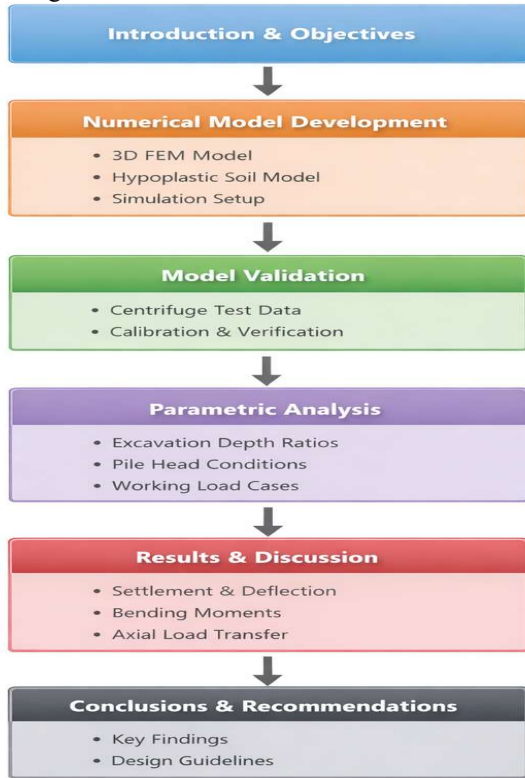 Introduction & Objectives
Numerical Model Development
• 3D FEM Model
• Hypoplastic Soil Model
• Simulation Setup
Model Validation
• Centrifuge Test Data
• Calibration & Verification
Parametric Analysis
• Excavation Depth Ratios
• Pile Head Conditions
• Working Load Cases
Results & Discussion
• Settlement & Deflection
• Bending Moments
• Axial Load Transfer
Conclusions & Recommendations
• Key Findings
• Design Guidelines